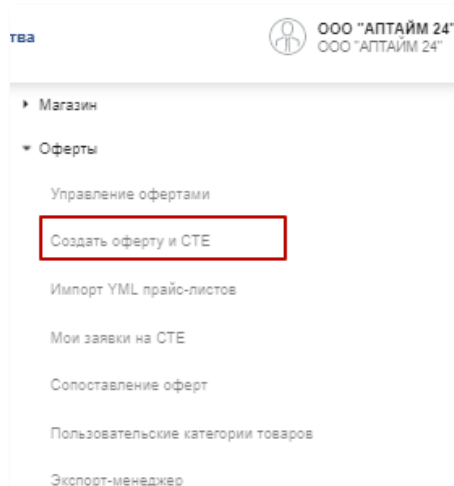 тва
ООО "АПТАЙМ 24"
ООО "АПТАЙМ 24"
Магазин
Оферты
Управление офертами
Создать оферту и СТЕ
Импорт YML прайс-листов
Мои заявки на СТЕ
Сопоставление оферт
Пользовательские категории товаров
Экспорт-менеджер